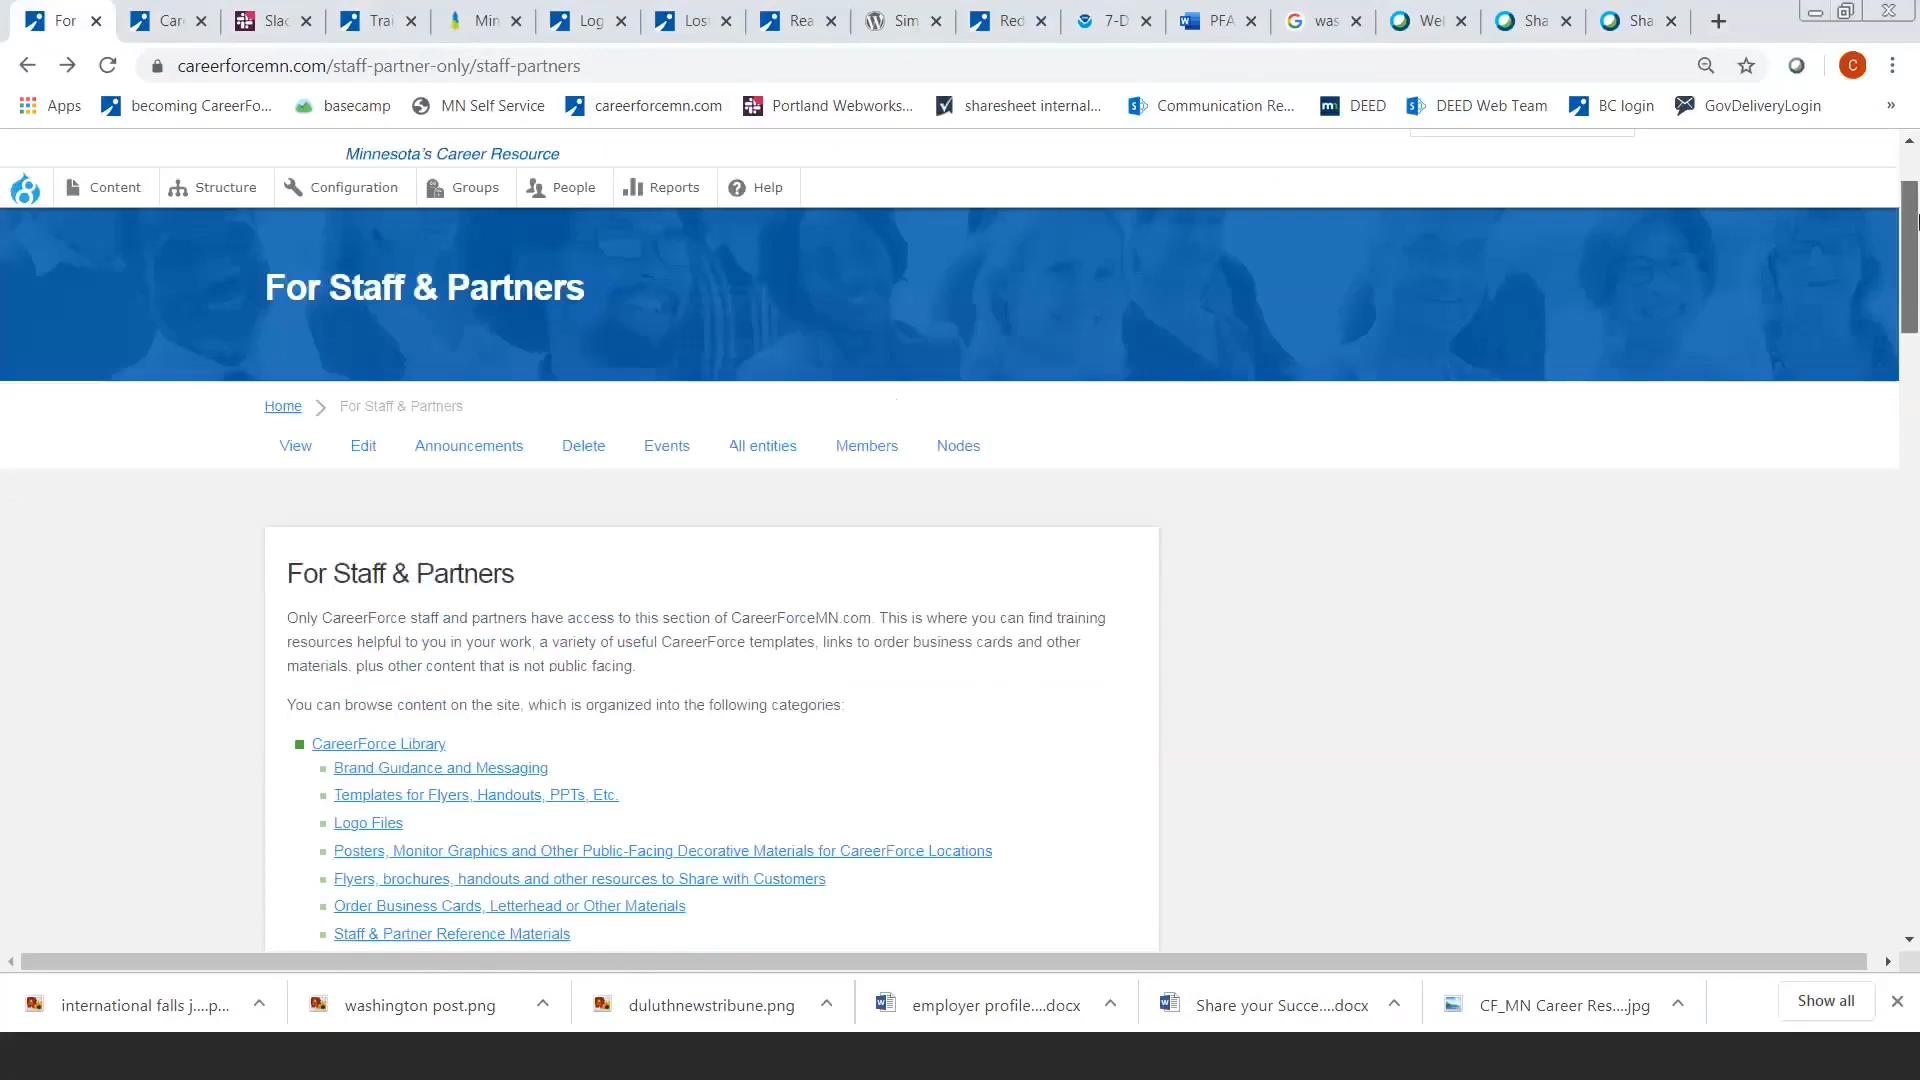 For
Car
Slac
Trai
Min
Log
Lost
Rea
Sim
Red
7-D
PFA
was
Wel
Sha
Sha
careerforcemn.com/staff-partner-only/staff-partners
C
Apps
becoming CareerFo...
basecamp
MN Self Service
careerforcemn.com
Portland Webworks...
sharesheet internal...
Communication Re...
DEED
DEED Web Team
BC login
GovDeliveryLogin
»
Minnesota's Career Resource
Content
Structure
Configuration
Groups
People
Reports
Help
For Staff & Partners
Home
For Staff & Partners
View
Edit
Announcements
Delete
Events
All entities
Members
Nodes
For Staff & Partners
Only CareerForce staff and partners have access to this section of CareerForceMN.com. This is where you can find training
resources helpful to you in your work, a variety of useful CareerForce templates, links to order business cards and other
materials. plus other content that is not public facing.
You can browse content on the site, which is organized into the following categories:
CareerForce Library
Brand Guidance and Messaging
Templates for Flyers, Handouts, PPTs, Etc.
Logo Files
Posters, Monitor Graphics and Other Public-Facing Decorative Materials for CareerForce Locations
Flyers, brochures, handouts and other resources to Share with Customers
Order Business Cards, Letterhead or Other Materials
Staff & Partner Reference Materials
international falls j....p...
washington post.png
duluthnewstribune.png
employer profile....docx
Share your Succe....docx
CF_MN Career Res....jpg
Show all